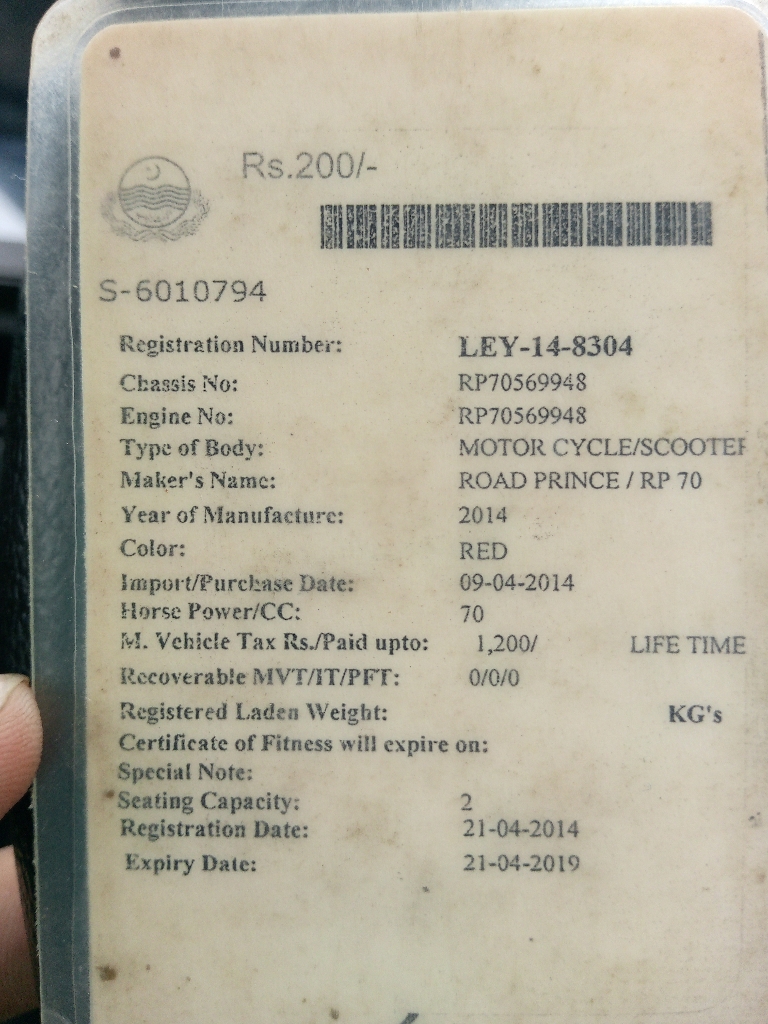 Rs.200/-
S-6010794
Registration Number: LEY-14-8304
Chassis No: RP70569948
Engine No: RP70569948
Type of Body: MOTOR CYCLE/SCOOTER
Maker's Name: ROAD PRINCE / RP 70
Year of Manufacture: 2014
Color: RED
Import/Purchase Date: 09-04-2014
Horse Power/CC: 70
M. Vehicle Tax Rs./Paid upto: 1,200/ LIFE TIME
Recoverable MVT/IT/PFT: 0/0/0
Registered Laden Weight: KG's
Certificate of Fitness will expire on:
Special Note:
Seating Capacity: 2
Registration Date: 21-04-2014
Expiry Date: 21-04-2019